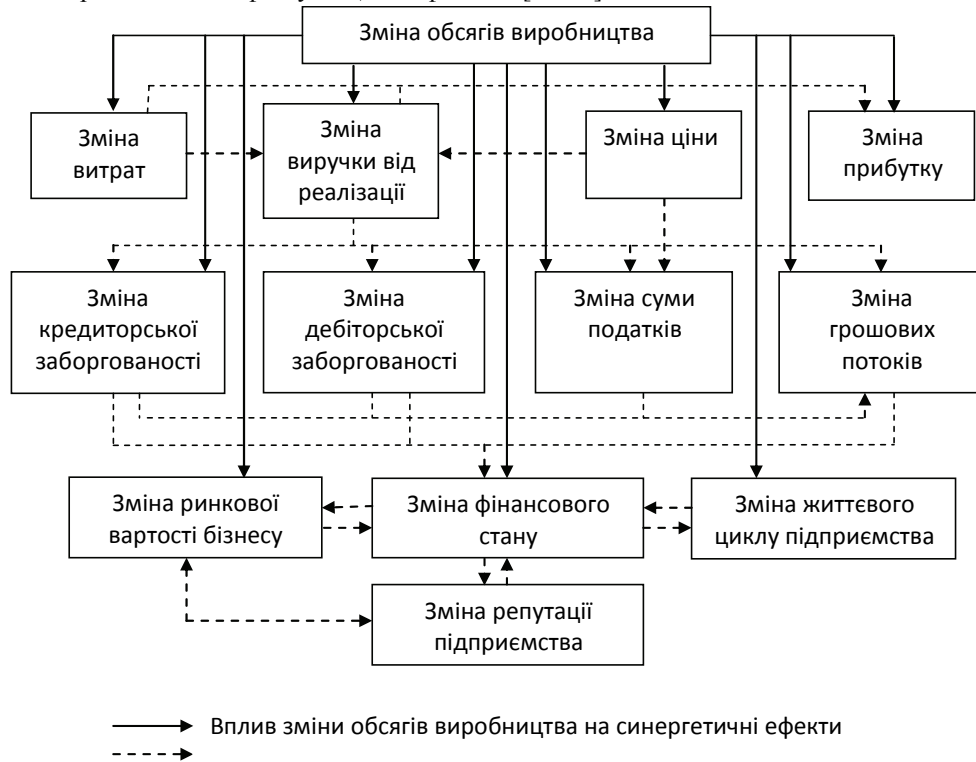 Зміна обсягів виробництва
Зміна
витрат
Зміна
виручки від
реалізації
Зміна ціни
Зміна
прибутку
Зміна
кредиторської
заборгованості
Зміна
дебіторської
заборгованості
Зміна суми
податків
Зміна
грошових
потоків
Зміна ринкової
вартості бізнесу
Зміна фінансового
стану
Зміна життєвого
циклу підприємства
Зміна репутації
підприємства
Вплив зміни обсягів виробництва на синергетичні ефекти